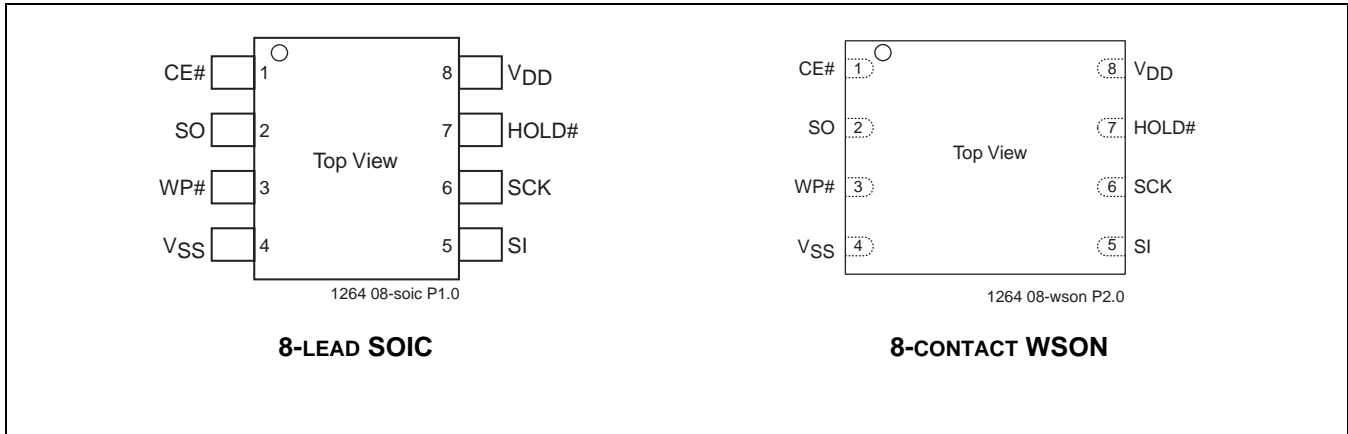 CE# 1 8 VDD
SO 2 7 HOLD#
Top View
WP# 3 6 SCK
VSS 4 5 SI
1264 08-soic P1.0
8-LEAD SOIC
CE# 1 8 VDD
SO 2 7 HOLD#
Top View
WP# 3 6 SCK
VSS 4 5 SI
1264 08-wson P2.0
8-CONTACT WSON